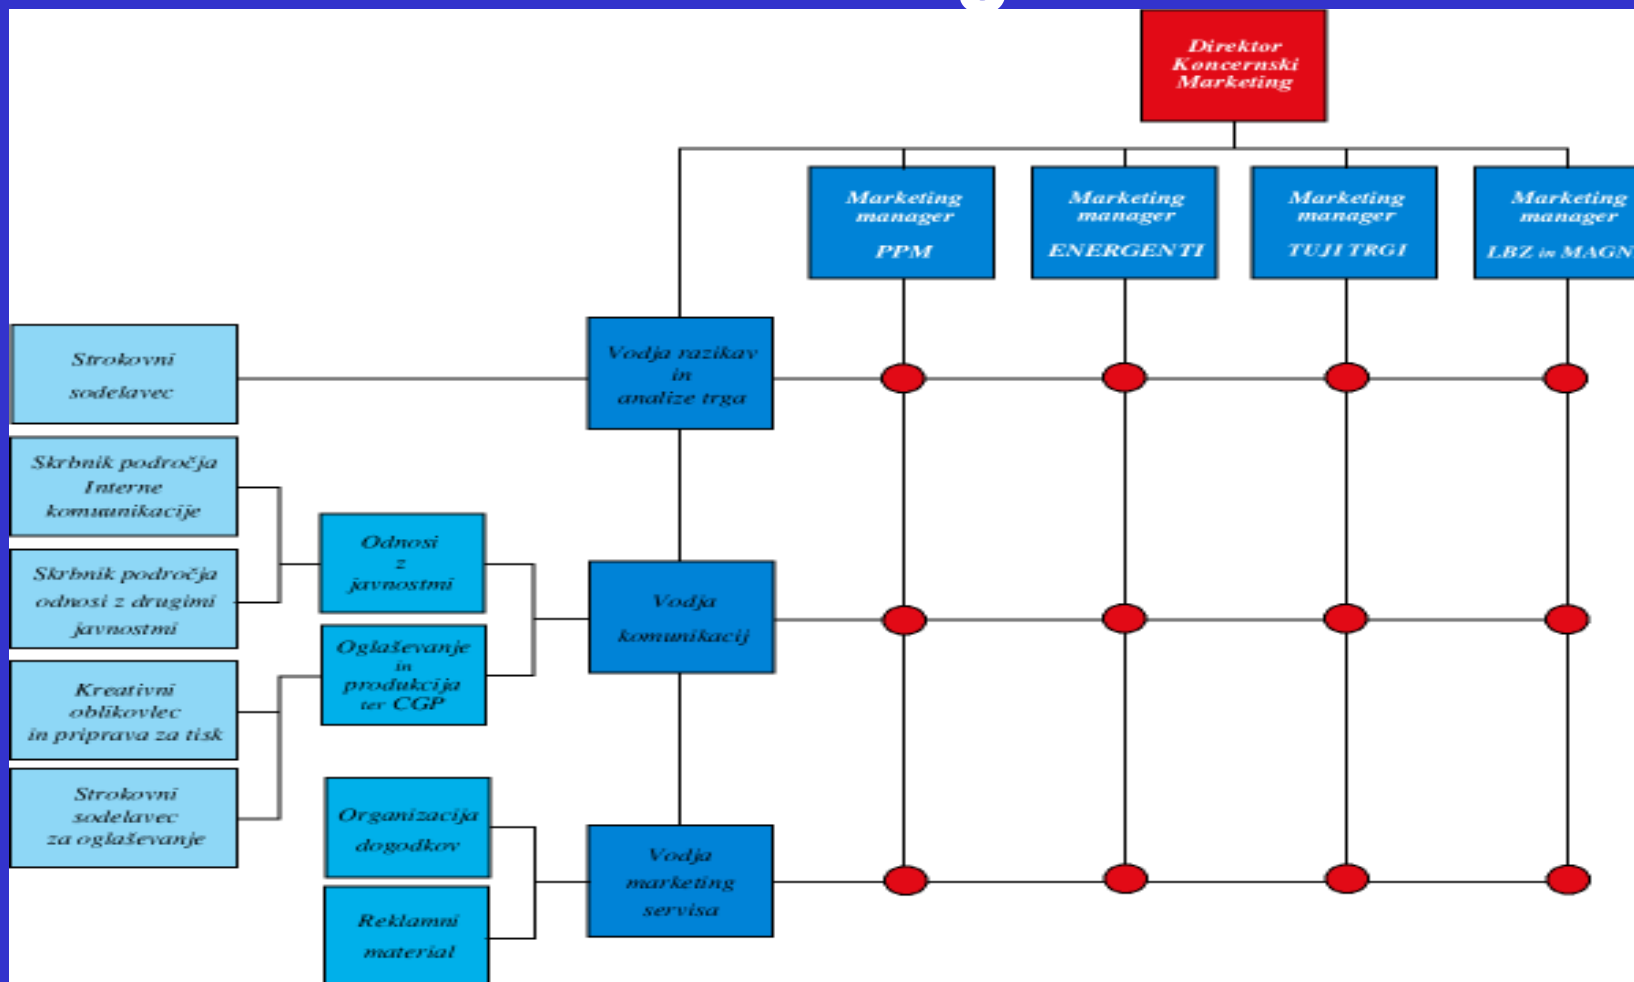 Direktor
Koncernski
Marketing
Marketing
manager
PPM
Marketing
manager
ENERGENTI
Marketing
manager
TUJI TRGI
Marketing
manager
LBZ in MAGN
Strokovni
sodelavec
Vodja razikav
in
analize trga
Skrbnik področja
Interne
komuunikacije
Odnosi
z
javnostmi
Skrbnik področja
odnosi z drugimi
javnostmi
Vodja
komunikacij
Oglaševanje
in
produkcija
ter CGP
Kreativni
oblikovlec
in priprava za tisk
Strokovni
sodelavec
za oglaševanje
Organizacija
dogodkov
Vodja
marketing
servisa
Reklamni
material